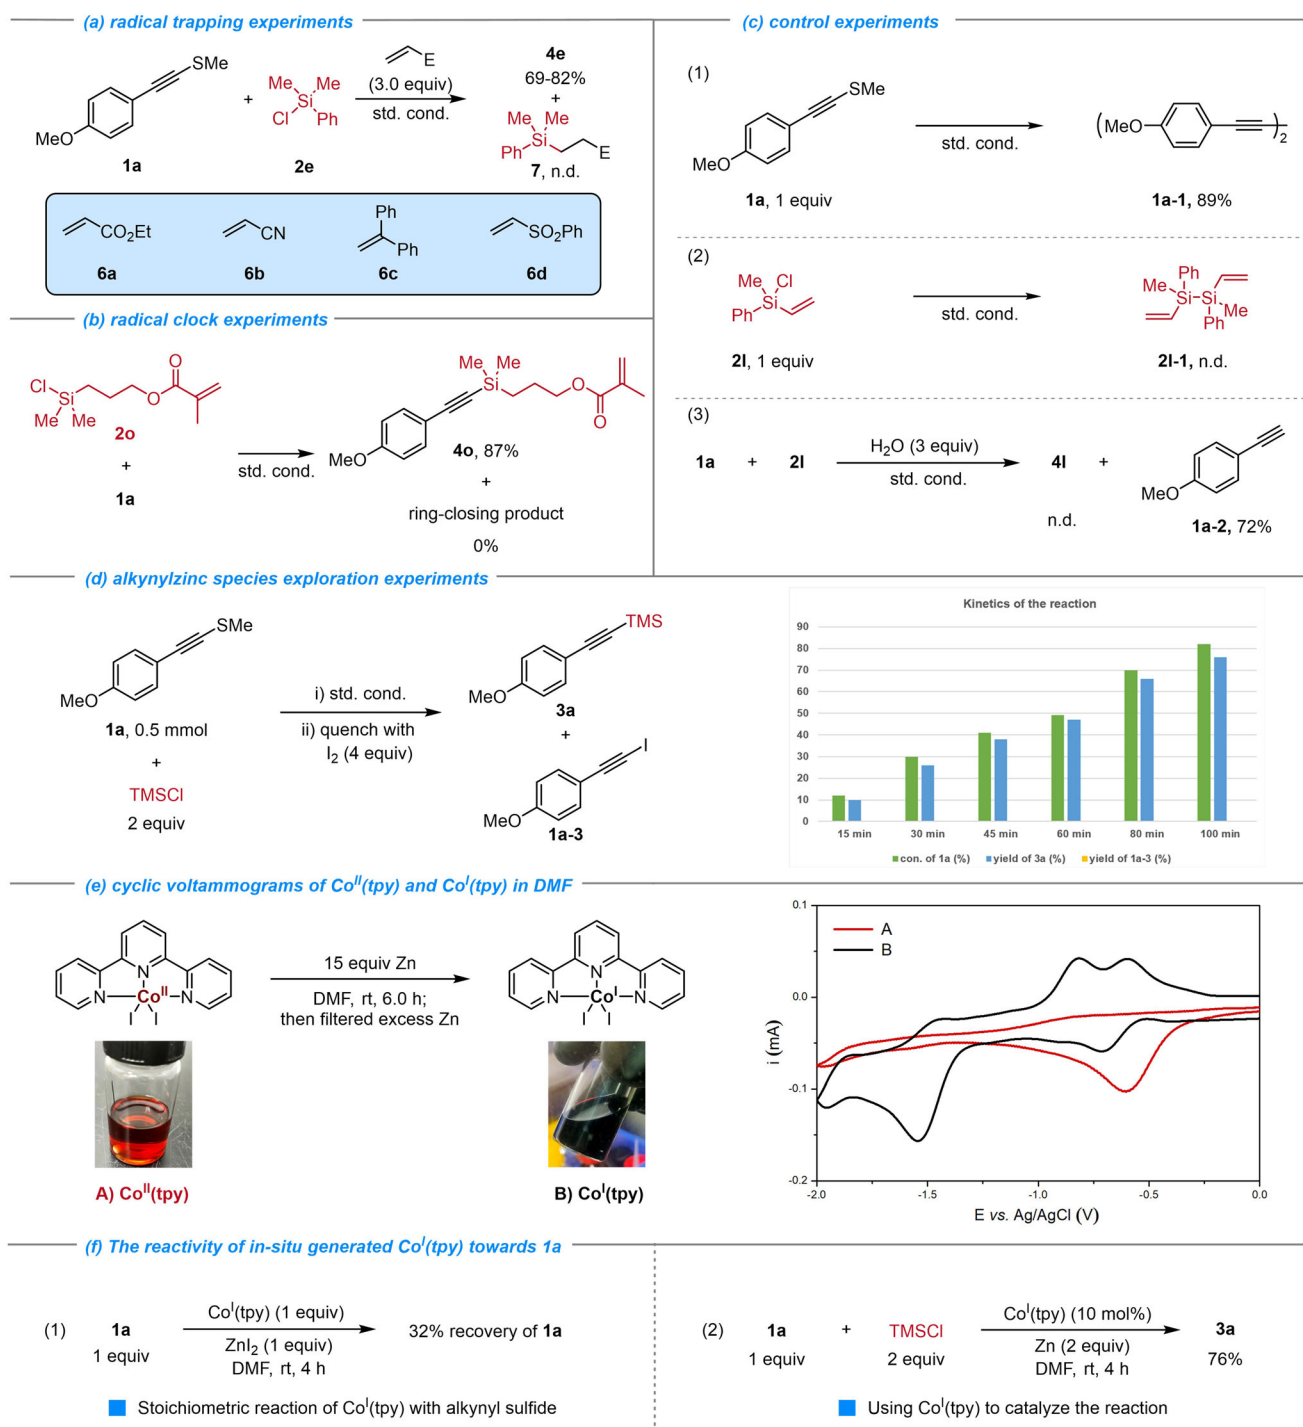 (a) radical trapping experiments
SMe
MeO
1a
+
Me
Me
Si
Cl
Ph
2e
E
(3.0 equiv)
std. cond.
4e
69-82%
+
Me
Me
Si
Ph
E
7, n.d.
CO2Et
6a
CN
6b
Ph
Ph
6c
SO2Ph
6d
(b) radical clock experiments
Cl
Si
Me
Me
O
O
2o
+
1a
std. cond.
Me
Me
Si
O
O
MeO
4o, 87%
+
ring-closing product
0%
(c) control experiments
(1)
SMe
MeO
1a, 1 equiv
std. cond.
(MeO
)2
1a-1, 89%
(2)
Me
Cl
Si
Ph
2l, 1 equiv
std. cond.
Ph
Me
Si
Si
Me
Ph
2l-1, n.d.
(3)
1a + 2l
H2O (3 equiv)
std. cond.
4l +
n.d.
MeO
1a-2, 72%
(d) alkynylzinc species exploration experiments
SMe
MeO
1a, 0.5 mmol
+
TMSCl
2 equiv
i) std. cond.
ii) quench with
I2 (4 equiv)
TMS
MeO
3a
+
I
MeO
1a-3
Kinetics of the reaction
90
80
70
60
50
40
30
20
10
0
15 min 30 min 45 min 60 min 80 min 100 min
con. of 1a (%) yield of 3a (%) yield of 1a-3 (%)
(e) cyclic voltammograms of CoII(tpy) and CoI(tpy) in DMF
N
N
CoII
N
I I
15 equiv Zn
DMF, rt, 6.0 h;
then filtered excess Zn
N
N
CoI
N
I I
A) CoII(tpy)
B) CoI(tpy)
0.1
0.0
-0.1
-0.2
i (mA)
A
B
-2.0 -1.5 -1.0 -0.5 0.0
E vs. Ag/AgCl (V)
(f) The reactivity of in-situ generated CoI(tpy) towards 1a
(1)
1a
1 equiv
CoI(tpy) (1 equiv)
ZnI2 (1 equiv)
DMF, rt, 4 h
32% recovery of 1a
Stoichiometric reaction of CoI(tpy) with alkynyl sulfide
(2)
1a + TMSCl
1 equiv 2 equiv
CoI(tpy) (10 mol%)
Zn (2 equiv)
DMF, rt, 4 h
3a
76%
Using CoI(tpy) to catalyze the reaction